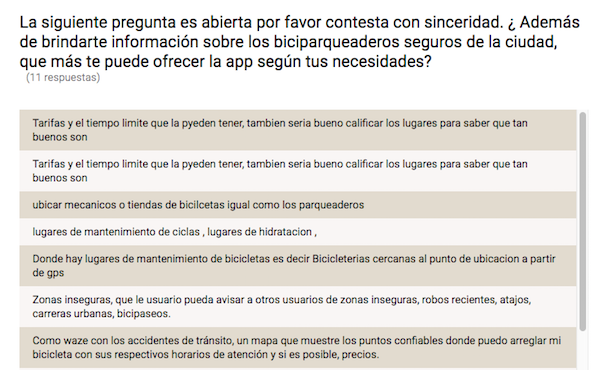 La siguiente pregunta es abierta por favor contesta con sinceridad. ¿ Además
de brindarte información sobre los biciparqueaderos seguros de la ciudad,
que más te puede ofrecer la app según tus necesidades?
(11 respuestas)
Tarifas y el tiempo limite que la pyeden tener, tambien seria bueno calificar los lugares para saber que tan
buenos son
Tarifas y el tiempo limite que la pyeden tener, tambien seria bueno calificar los lugares para saber que tan
buenos son
ubicar mecanicos o tiendas de bicilcetas igual como los parqueaderos
lugares de mantenimiento de ciclas , lugares de hidratacion ,
Donde hay lugares de mantenimiento de bicicletas es decir Bicicleterias cercanas al punto de ubicacion a partir
de gps
Zonas inseguras, que le usuario pueda avisar a otros usuarios de zonas inseguras, robos recientes, atajos,
carreras urbanas, bicipaseos.
Como waze con los accidentes de tránsito, un mapa que muestre los puntos confiables donde puedo arreglar mi
bicicleta con sus respectivos horarios de atención y si es posible, precios.